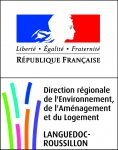 Liberté • Égalité • Fraternité
RÉPUBLIQUE FRANÇAISE
Direction régionale
de l'Environnement,
de l'Aménagement
et du Logement
LANGUEDOC-
ROUSSILLON